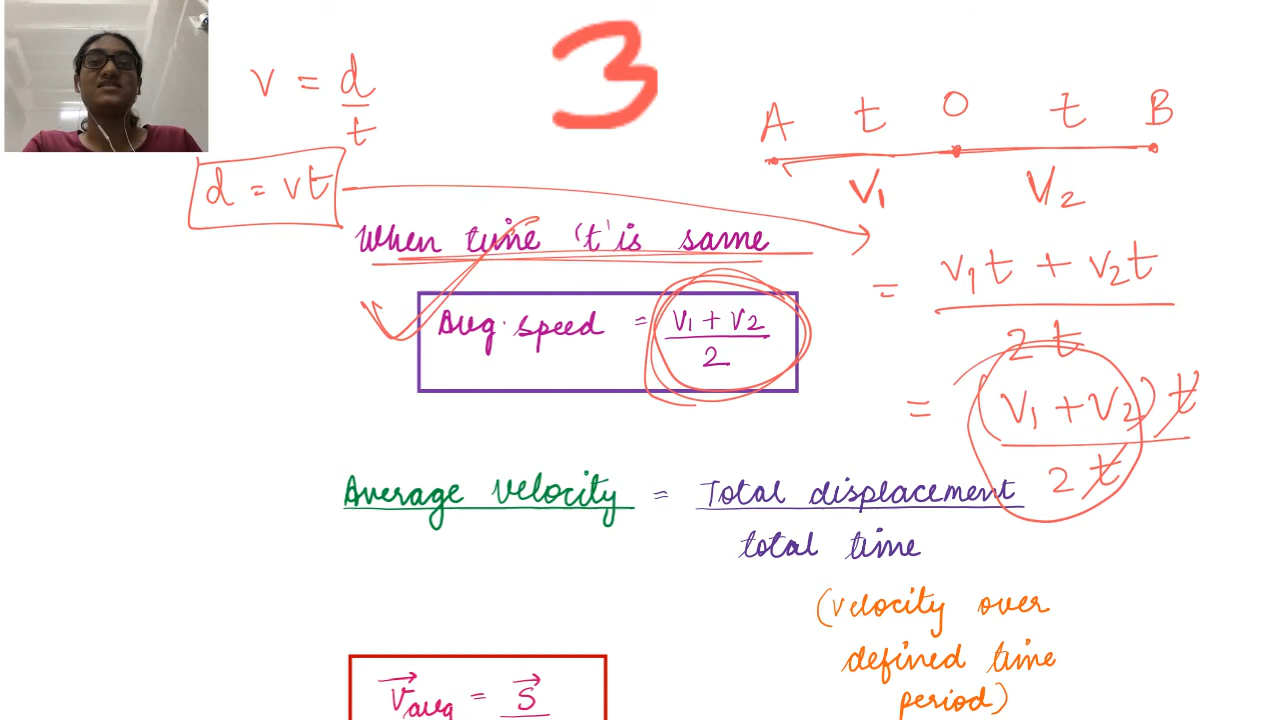 3
v = d
t
d = vt
A t O t B
V1 V2
When time 't' is same
Avg. speed = v1 + v2
2
= v1t + v2t
2t
= (v1 + v2) t
2t
Average velocity = Total displacement
total time
(velocity over
defined time
period)
v⃗avg = s⃗